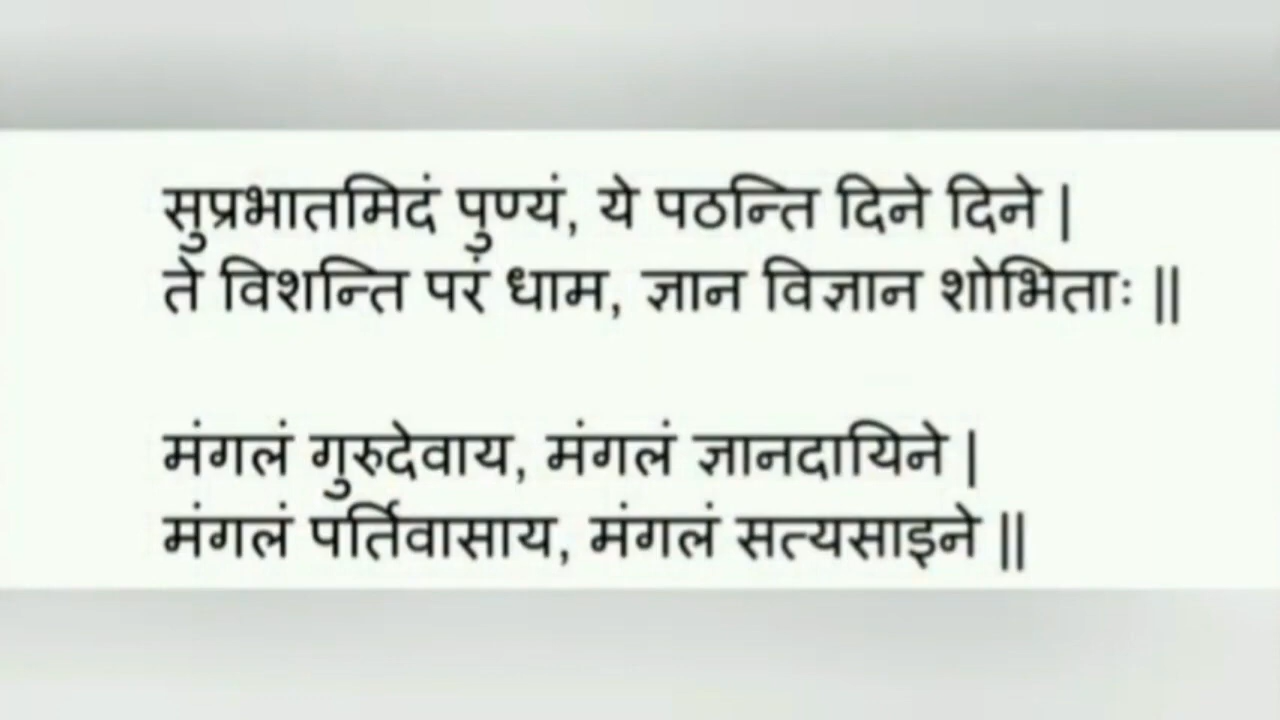 सुप्रभातमिदं पुण्यं, ये पठन्ति दिने दिने |
ते विशन्ति परं धाम, ज्ञान विज्ञान शोभिताः ||
मंगलं गुरुदेवाय, मंगलं ज्ञानदायिने |
मंगलं पर्तिवासाय, मंगलं सत्यसाइने ||